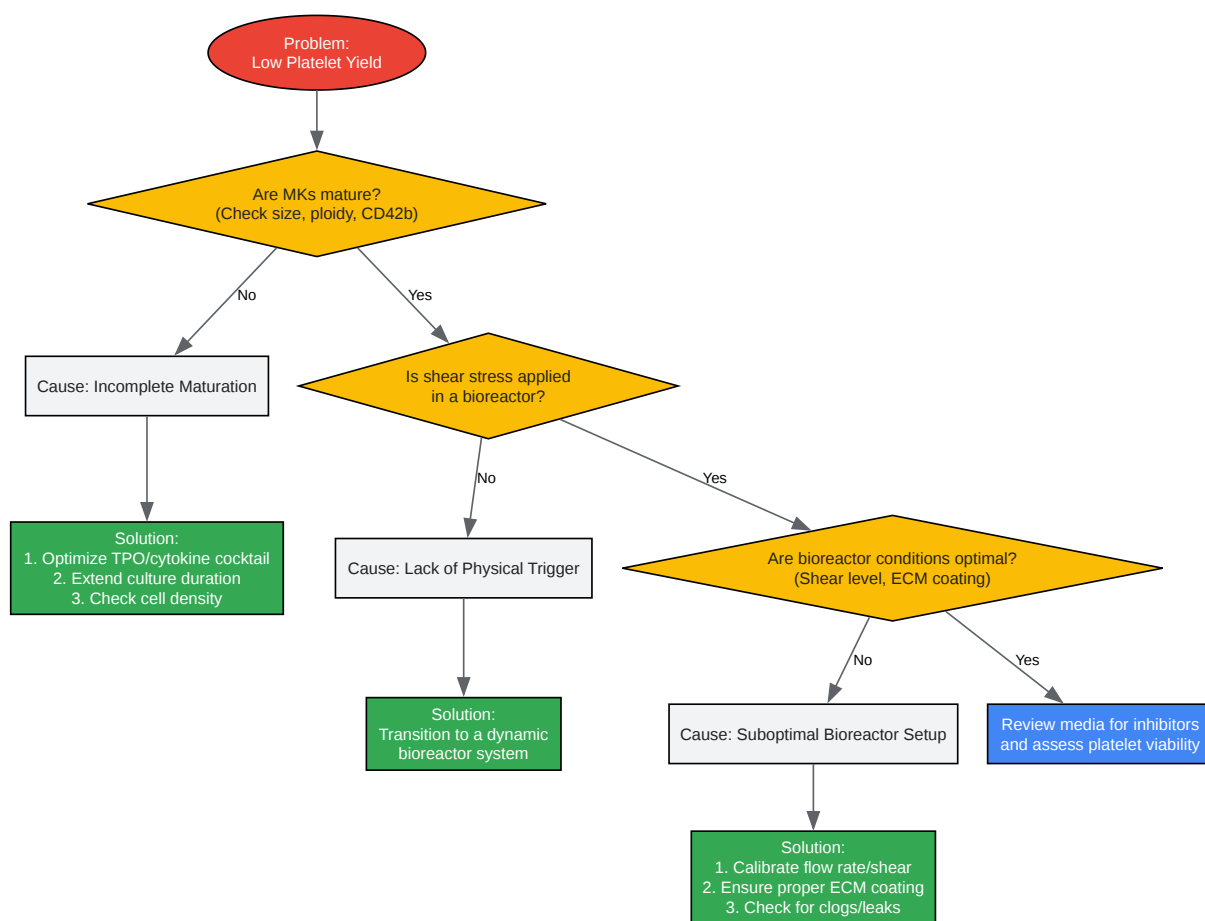 Problem:
Low Platelet Yield
Are MKs mature?
(Check size, ploidy, CD42b)
No
Yes
Cause: Incomplete Maturation
Is shear stress applied
in a bioreactor?
No
Yes
Solution:
1. Optimize TPO/cytokine cocktail
2. Extend culture duration
3. Check cell density
Cause: Lack of Physical Trigger
Are bioreactor conditions optimal?
(Shear level, ECM coating)
No
Yes
Solution:
Transition to a dynamic
bioreactor system
Cause: Suboptimal Bioreactor Setup
Review media for inhibitors
and assess platelet viability
Solution:
1. Calibrate flow rate/shear
2. Ensure proper ECM coating
3. Check for clogs/leaks